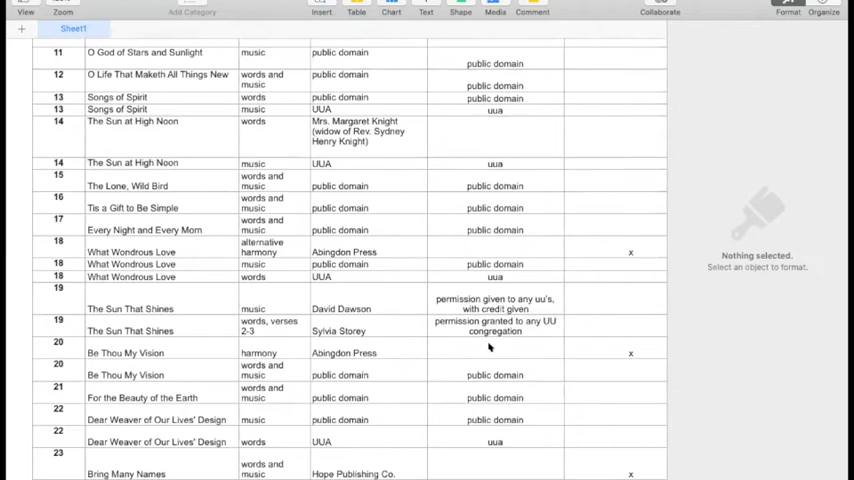 View Zoom Add Category Insert Table Chart Text Shape Media Comment Collaborate Format Organize
+ Sheet1
11 O God of Stars and Sunlight music public domain public domain
12 O Life That Maketh All Things New words and music public domain public domain
13 Songs of Spirit words public domain public domain
13 Songs of Spirit music UUA uua
14 The Sun at High Noon words Mrs. Margaret Knight (widow of Rev. Sydney Henry Knight)
14 The Sun at High Noon music UUA uua
15 The Lone, Wild Bird words and music public domain public domain
16 Tis a Gift to Be Simple words and music public domain public domain
17 Every Night and Every Morn words and music public domain public domain
18 What Wondrous Love alternative harmony Abingdon Press x
18 What Wondrous Love music public domain public domain
18 What Wondrous Love words UUA uua
19 The Sun That Shines music David Dawson permission given to any uu's, with credit given
19 The Sun That Shines words, verses 2-3 Sylvia Storey permission granted to any UU congregation
20 Be Thou My Vision harmony Abingdon Press x
20 Be Thou My Vision words and music public domain public domain
21 For the Beauty of the Earth words and music public domain public domain
22 Dear Weaver of Our Lives' Design music public domain public domain
22 Dear Weaver of Our Lives' Design words UUA uua
23 Bring Many Names words and music Hope Publishing Co. x
Nothing selected.
Select an object to format.